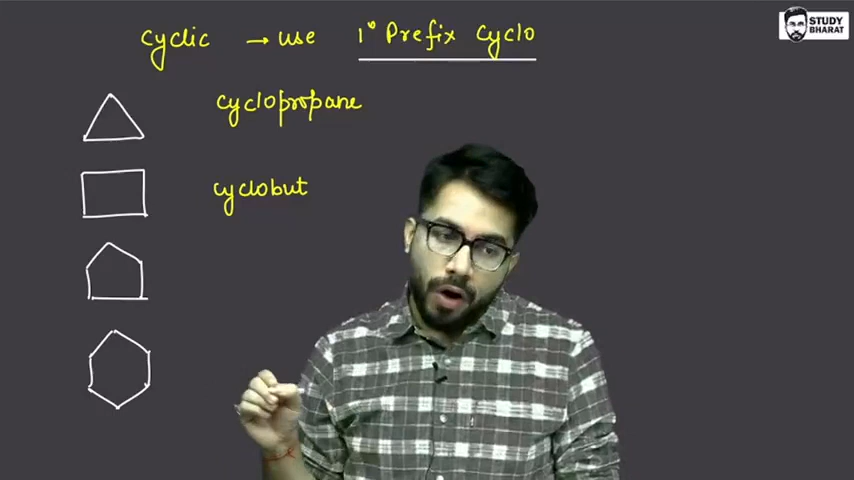 cyclic → use 1° Prefix cyclo
cyclopropane
cyclobut
STUDY
BHARAT